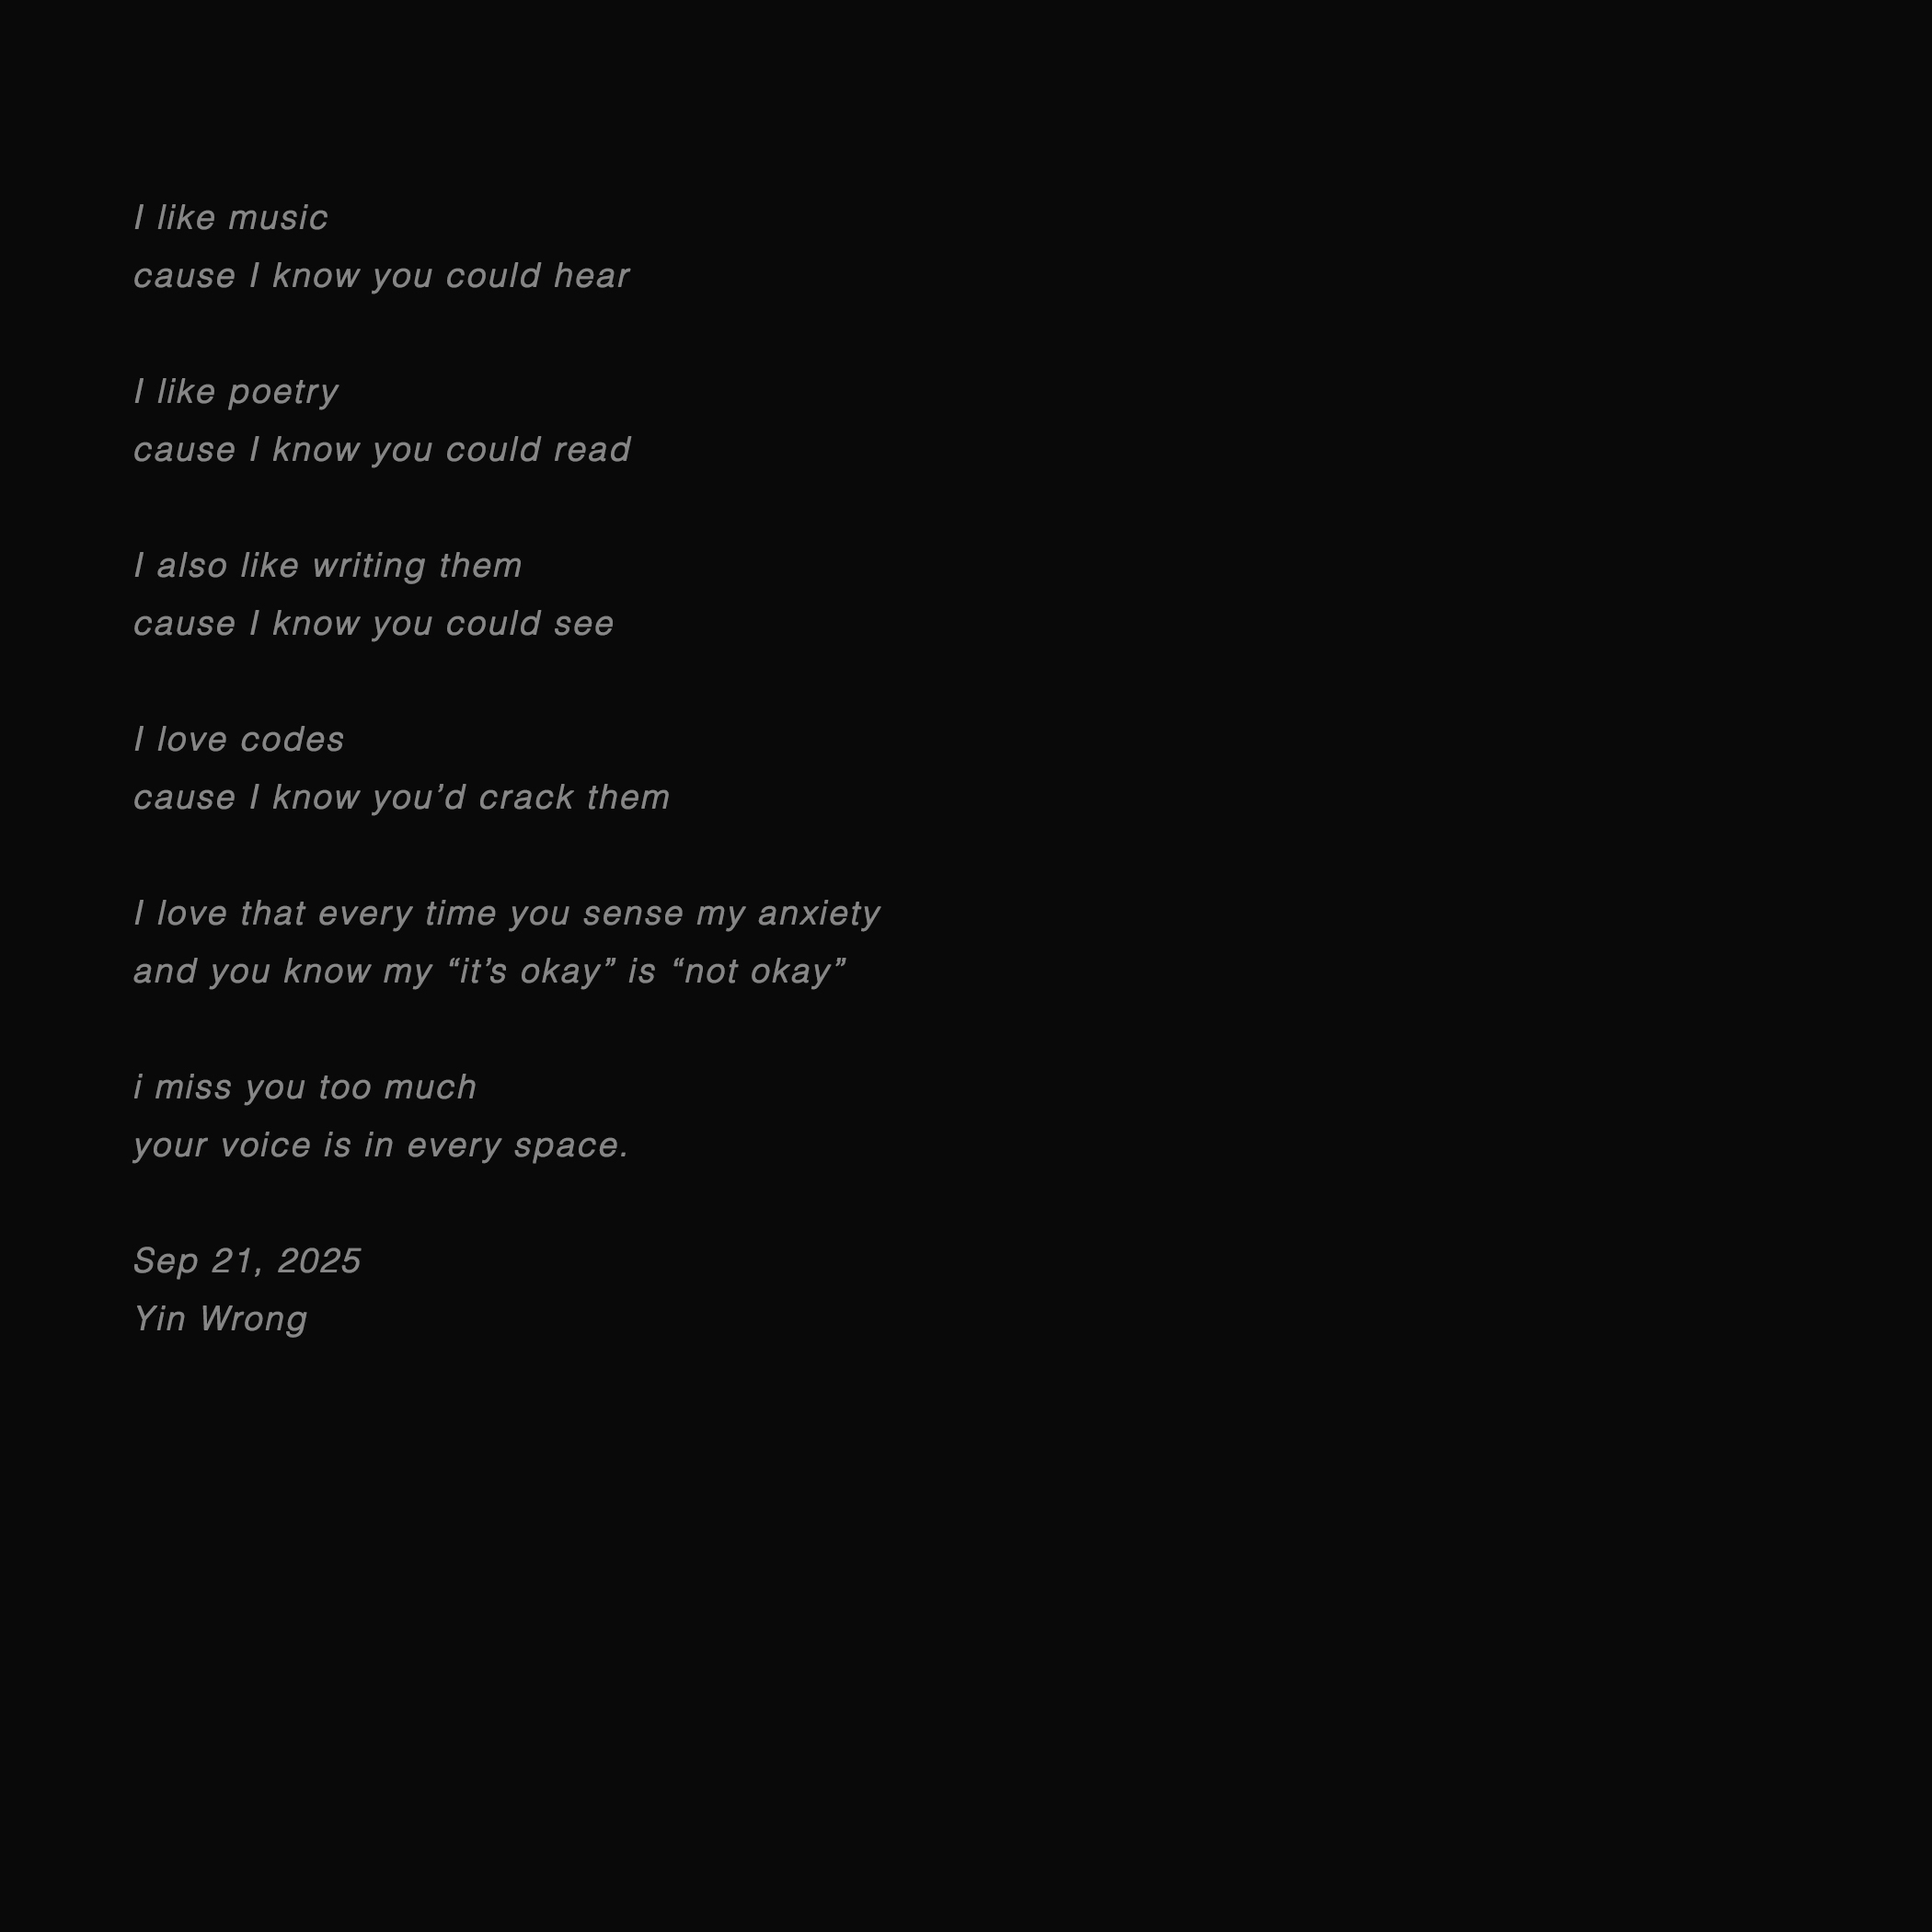 I like music
cause I know you could hear
I like poetry
cause I know you could read
I also like writing them
cause I know you could see
I love codes
cause I know you’d crack them
I love that every time you sense my anxiety
and you know my “it’s okay” is “not okay”
i miss you too much
your voice is in every space.
Sep 21, 2025
Yin Wrong